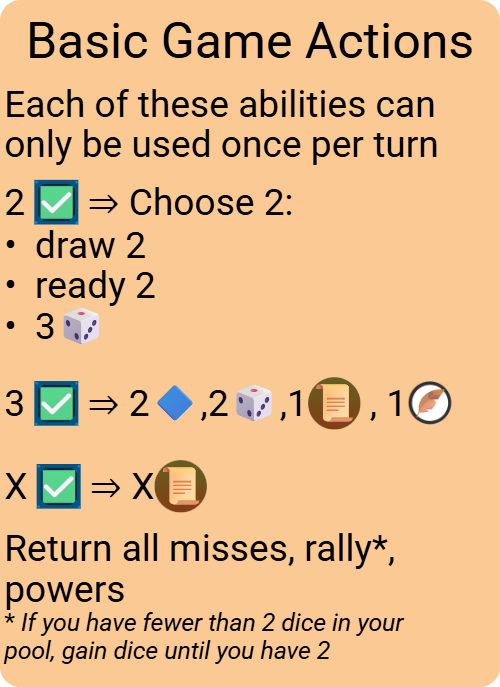 Basic Game Actions
Each of these abilities can
only be used once per turn
2 ✅ ⇒ Choose 2:
• draw 2
• ready 2
• 3 🎲
3 ✅ ⇒ 2 🔷 ,2 🎲 ,1 📜 , 1
X ✅ ⇒ X 📜
Return all misses, rally*,
powers
* If you have fewer than 2 dice in your
pool, gain dice until you have 2